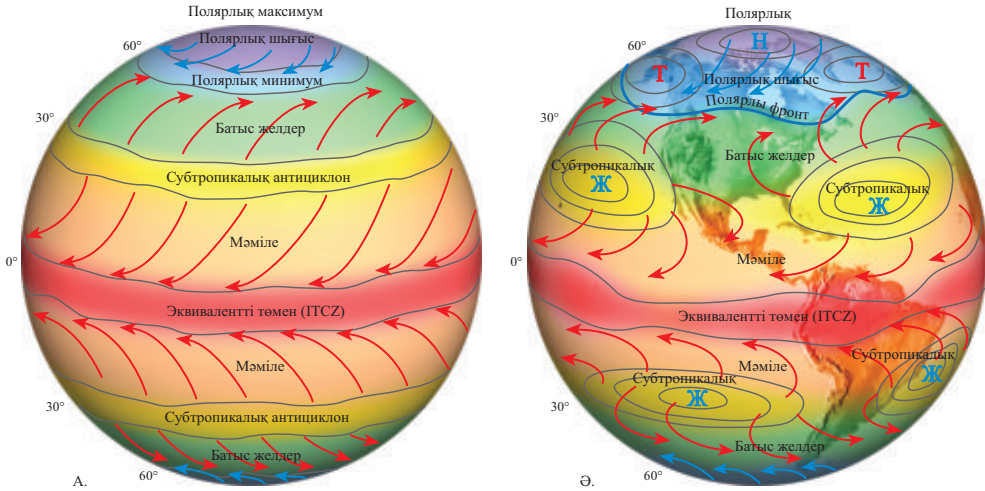 Полярлық максимум
60°
Полярлық шығыс
Полярлық минимум
30°
Батыс желдер
Субтропикалық антициклон
Мәміле
0°
Эквивалентті төмен (ITCZ)
Мәміле
30°
Субтропикалық антициклон
Батыс желдер
60°
А.
Полярлық
60°
Н
Т
Т
Полярлық шығыс
Полярлы фронт
30°
Батыс желдер
Субтропикалық
Ж
Субтропикалық
Ж
Мәміле
0°
Эквивалентті төмен (ITCZ)
Мәміле
Субтропикалық
Ж
Субтропикалық
Ж
30°
Батыс желдер
60°
Ә.